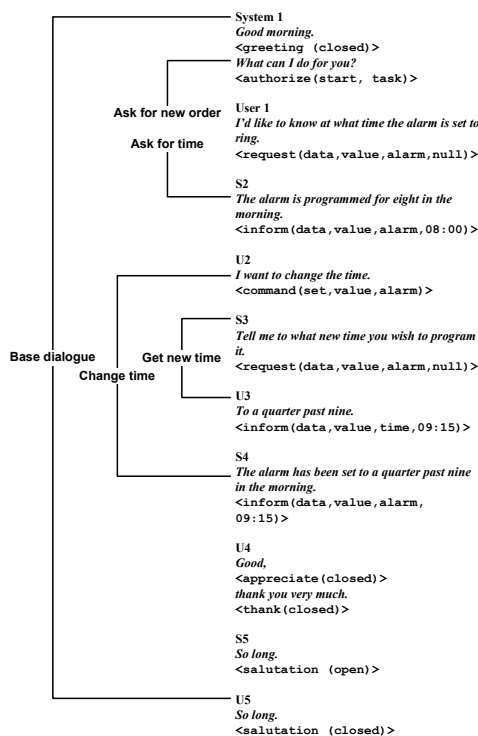 System 1
Good morning.
<greeting (closed)>
What can I do for you?
<authorize(start, task)>
Ask for new order
User 1
I'd like to know at what time the alarm is set to
ring.
<request(data,value,alarm,null)>
Ask for time
S2
The alarm is programmed for eight in the
morning.
<inform(data,value,alarm,08:00)>
U2
I want to change the time.
<command(set,value,alarm)>
S3
Tell me to what new time you wish to program
it.
<request(data,value,alarm,null)>
Base dialogue
Get new time
Change time
U3
To a quarter past nine.
<inform(data,value,time,09:15)>
S4
The alarm has been set to a quarter past nine
in the morning.
<inform(data,value,alarm,
09:15)>
U4
Good,
<appreciate(closed)>
thank you very much.
<thank(closed)>
S5
So long.
<salutation (open)>
U5
So long.
<salutation (closed)>